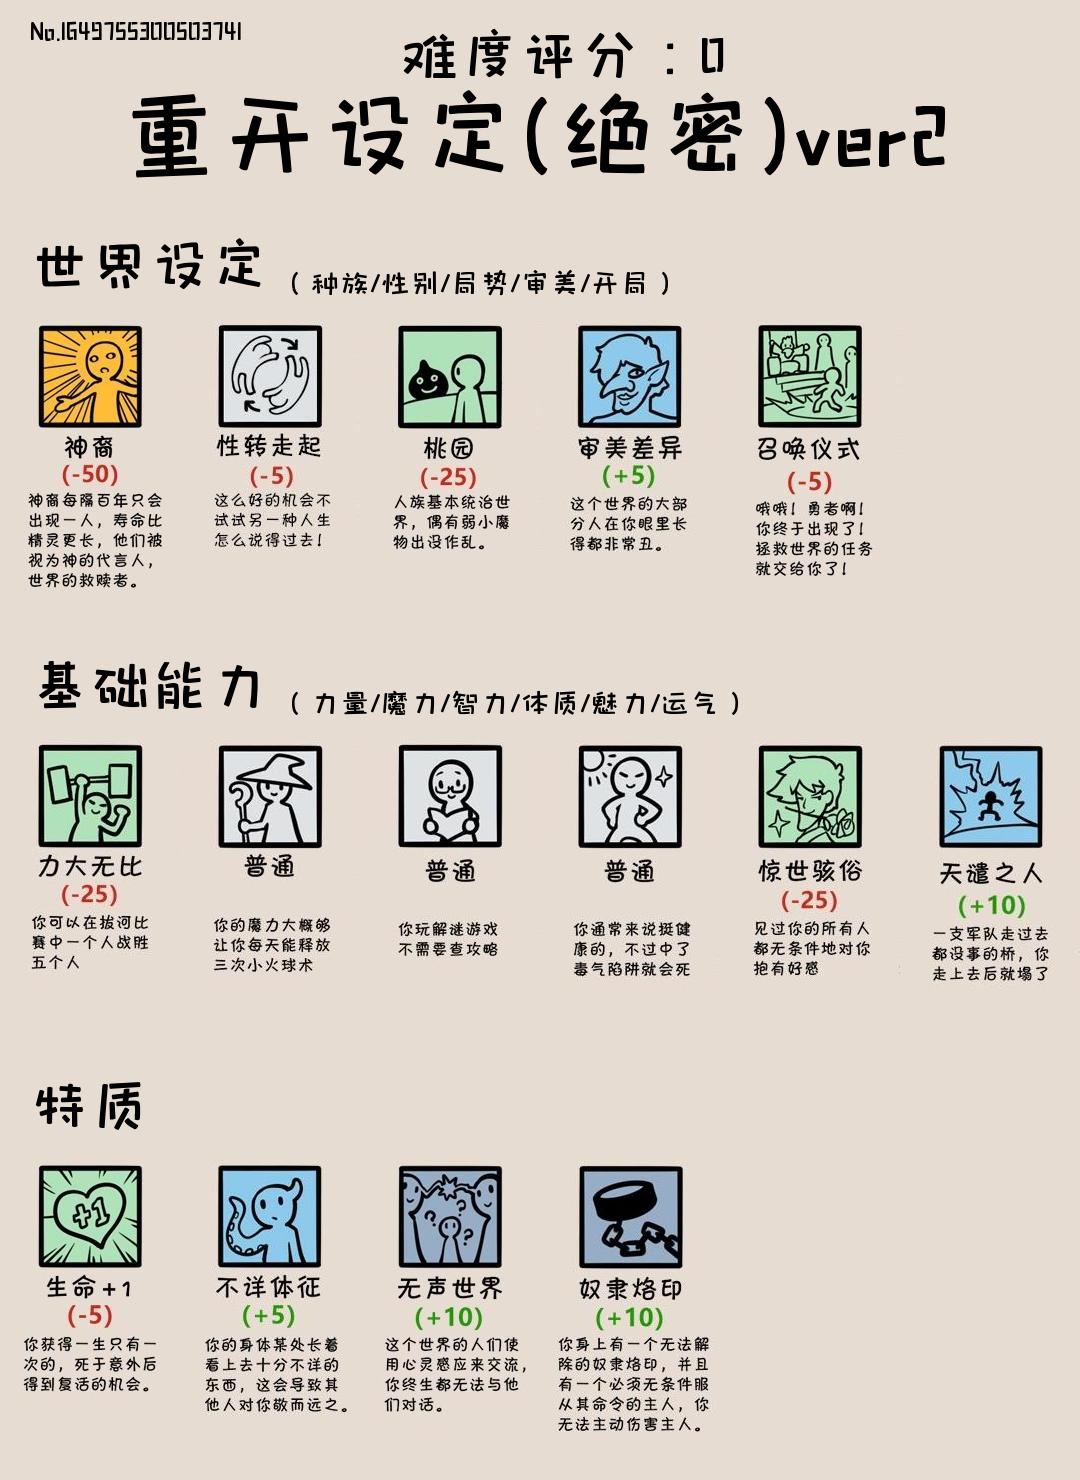 No.1649755300503741
难度评分：0
重开设定(绝密)ver2
世界设定（种族/性别/局势/审美/开局）
神裔
(-50)
神裔每隔百年只会
出现一人，寿命比
精灵更长，他们被
视为神的代言人，
世界的救赎者。
性转走起
(-5)
这么好的机会不
试试另一种人生
怎么说得过去！
桃园
(-25)
人族基本统治世
界，偶有弱小魔
物出没作乱。
审美差异
(+5)
这个世界的大部
分人在你眼里长
得都非常丑。
召唤仪式
(-5)
哦哦！勇者啊！
你终于出现了！
拯救世界的任务
就交给你了！
基础能力（力量/魔力/智力/体质/魅力/运气）
力大无比
(-25)
你可以在拔河比
赛中一个人战胜
五个人
普通
你的魔力大概够
让你每天能释放
三次小火球术
普通
你玩解谜游戏
不需要查攻略
普通
你通常来说挺健
康的，不过中了
毒气陷阱就会死
惊世骇俗
(-25)
见过你的所有人
都无条件地对你
抱有好感
天谴之人
(+10)
一支军队走过去
都没事的桥，你
走上去后就塌了
特质
+1
生命+1
(-5)
你获得一生只有一
次的，死于意外后
得到复活的机会。
不详体征
(+5)
你的身体某处长着
看上去十分不详的
东西，这会导致其
他人对你敬而远之。
? ? ?
无声世界
(+10)
这个世界的人们使
用心灵感应来交流，
你终生都无法与他
们对话。
奴隶烙印
(+10)
你身上有一个无法解
除的奴隶烙印，并且
有一个必须无条件服
从其命令的主人，你
无法主动伤害主人。